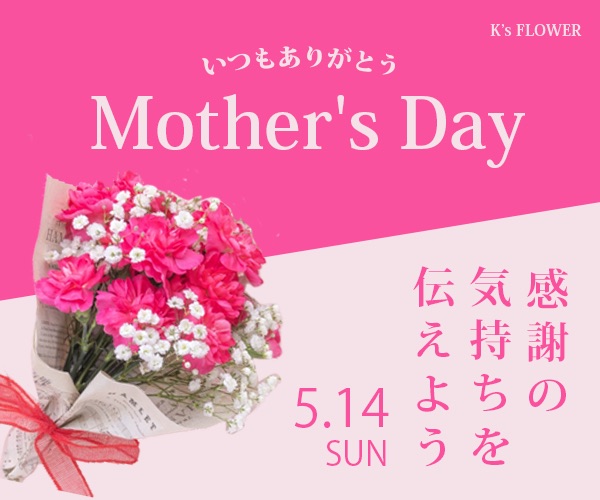 K's FLOWER
いつもありがとう
Mother's Day
感謝の
気持ちを
伝えよう
5.14
SUN
HAMLET